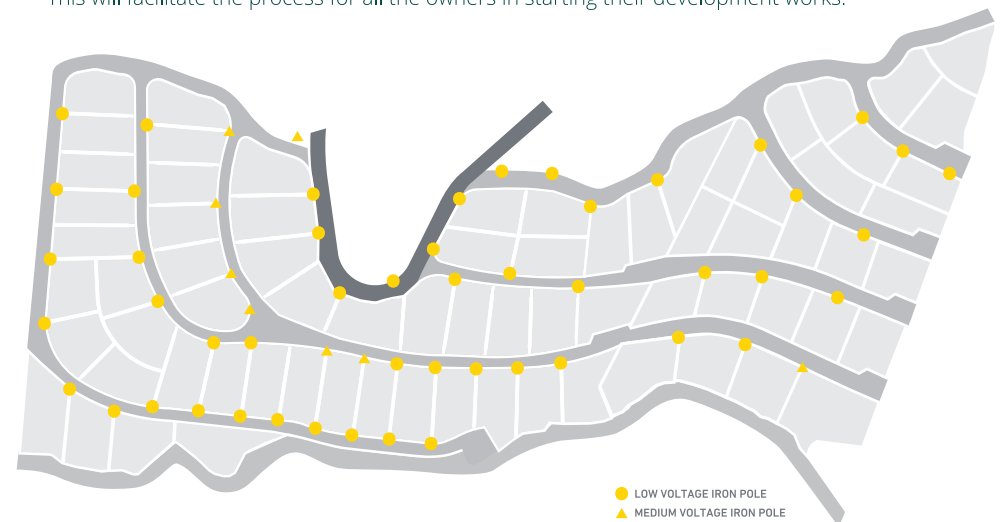 This will facilitate the process for all the owners in starting their development works.
LOW VOLTAGE IRON POLE
MEDIUM VOLTAGE IRON POLE